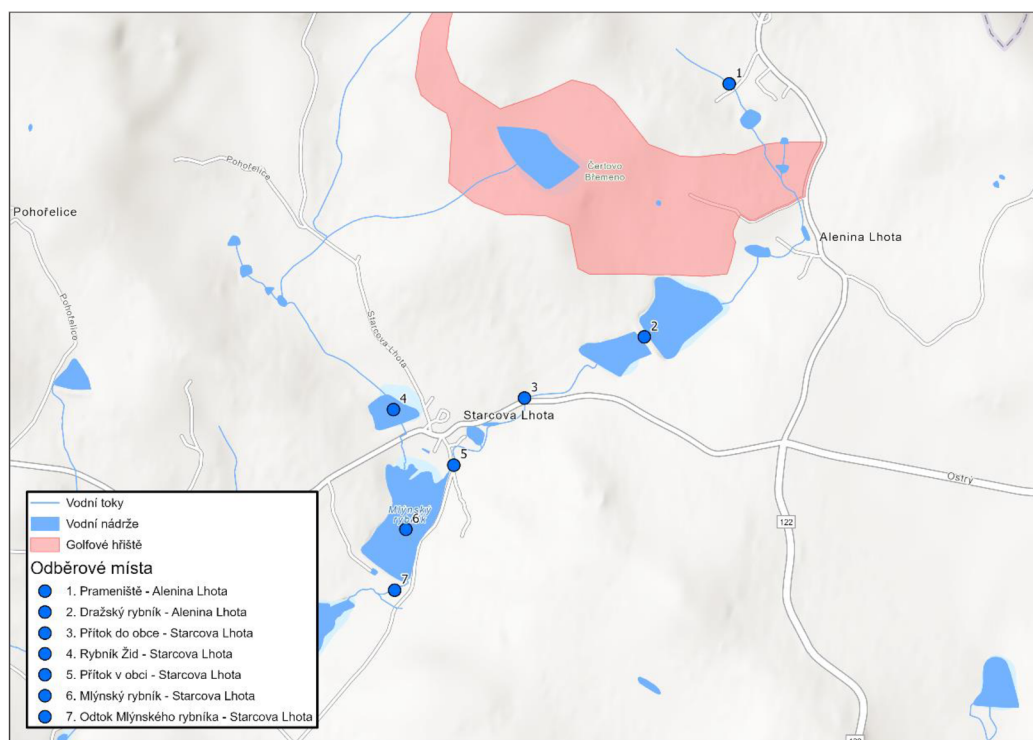 1
Pohořelice
Čertovo
Břemeno
Pohořelice
Alenina Lhota
Pohořelice
Starcova Lhota
2
3
4
Starcova Lhota
5
Ostrý
Mlýnský
rybník
6
122
7
Vodní toky
Vodní nádrže
Golfové hřiště
Odběrové místa
1. Prameniště - Alenina Lhota
2. Dražský rybník - Alenina Lhota
3. Přítok do obce - Starcova Lhota
4. Rybník Žid - Starcova Lhota
5. Přítok v obci - Starcova Lhota
6. Mlýnský rybník - Starcova Lhota
7. Odtok Mlýnského rybníka - Starcova Lhota